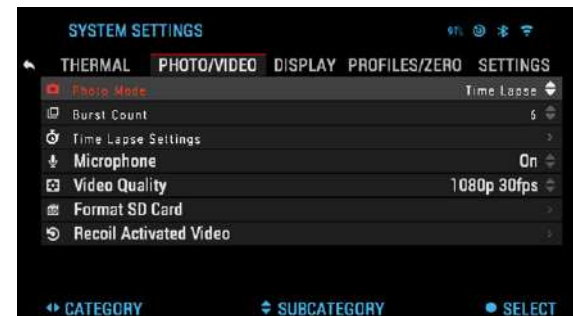 SYSTEM SETTINGS 97%
THERMAL PHOTO/VIDEO DISPLAY PROFILES/ZERO SETTINGS
Photo Mode Time Lapse
Burst Count 6
Time Lapse Settings
Microphone On
Video Quality 1080p 30fps
Format SD Card
Recoil Activated Video
CATEGORY SUBCATEGORY SELECT